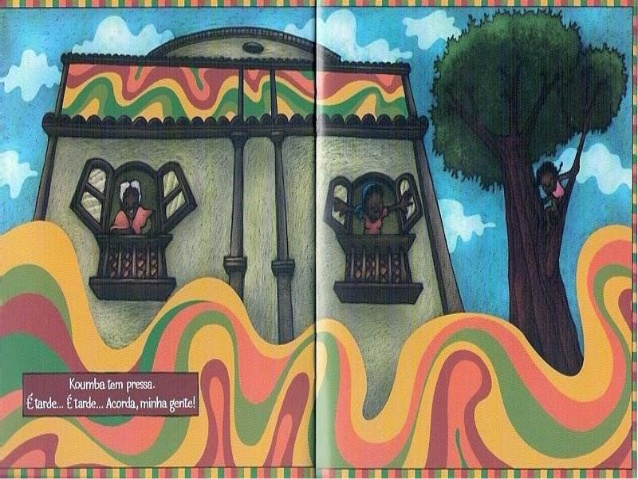 Koumba tem pressa.
É tarde... É tarde... Acorda, minha gente!